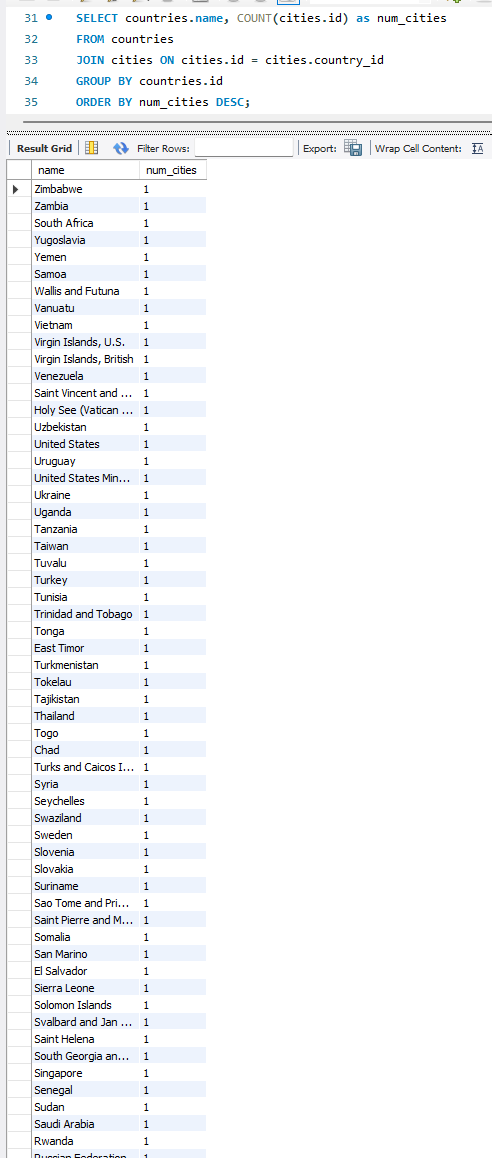 31 SELECT countries.name, COUNT(cities.id) as num_cities
32 FROM countries
33 JOIN cities ON cities.id = cities.country_id
34 GROUP BY countries.id
35 ORDER BY num_cities DESC;
Result Grid Filter Rows: Export: Wrap Cell Content:
name num_cities
Zimbabwe 1
Zambia 1
South Africa 1
Yugoslavia 1
Yemen 1
Samoa 1
Wallis and Futuna 1
Vanuatu 1
Vietnam 1
Virgin Islands, U.S. 1
Virgin Islands, British 1
Venezuela 1
Saint Vincent and ... 1
Holy See (Vatican ... 1
Uzbekistan 1
United States 1
Uruguay 1
United States Min... 1
Ukraine 1
Uganda 1
Tanzania 1
Taiwan 1
Tuvalu 1
Turkey 1
Tunisia 1
Trinidad and Tobago 1
Tonga 1
East Timor 1
Turkmenistan 1
Tokelau 1
Tajikistan 1
Thailand 1
Togo 1
Chad 1
Turks and Caicos I... 1
Syria 1
Seychelles 1
Swaziland 1
Sweden 1
Slovenia 1
Slovakia 1
Suriname 1
Sao Tome and Pri... 1
Saint Pierre and M... 1
Somalia 1
San Marino 1
El Salvador 1
Sierra Leone 1
Solomon Islands 1
Svalbard and Jan ... 1
Saint Helena 1
South Georgia an... 1
Singapore 1
Senegal 1
Sudan 1
Saudi Arabia 1
Rwanda 1
Russian Federation 1